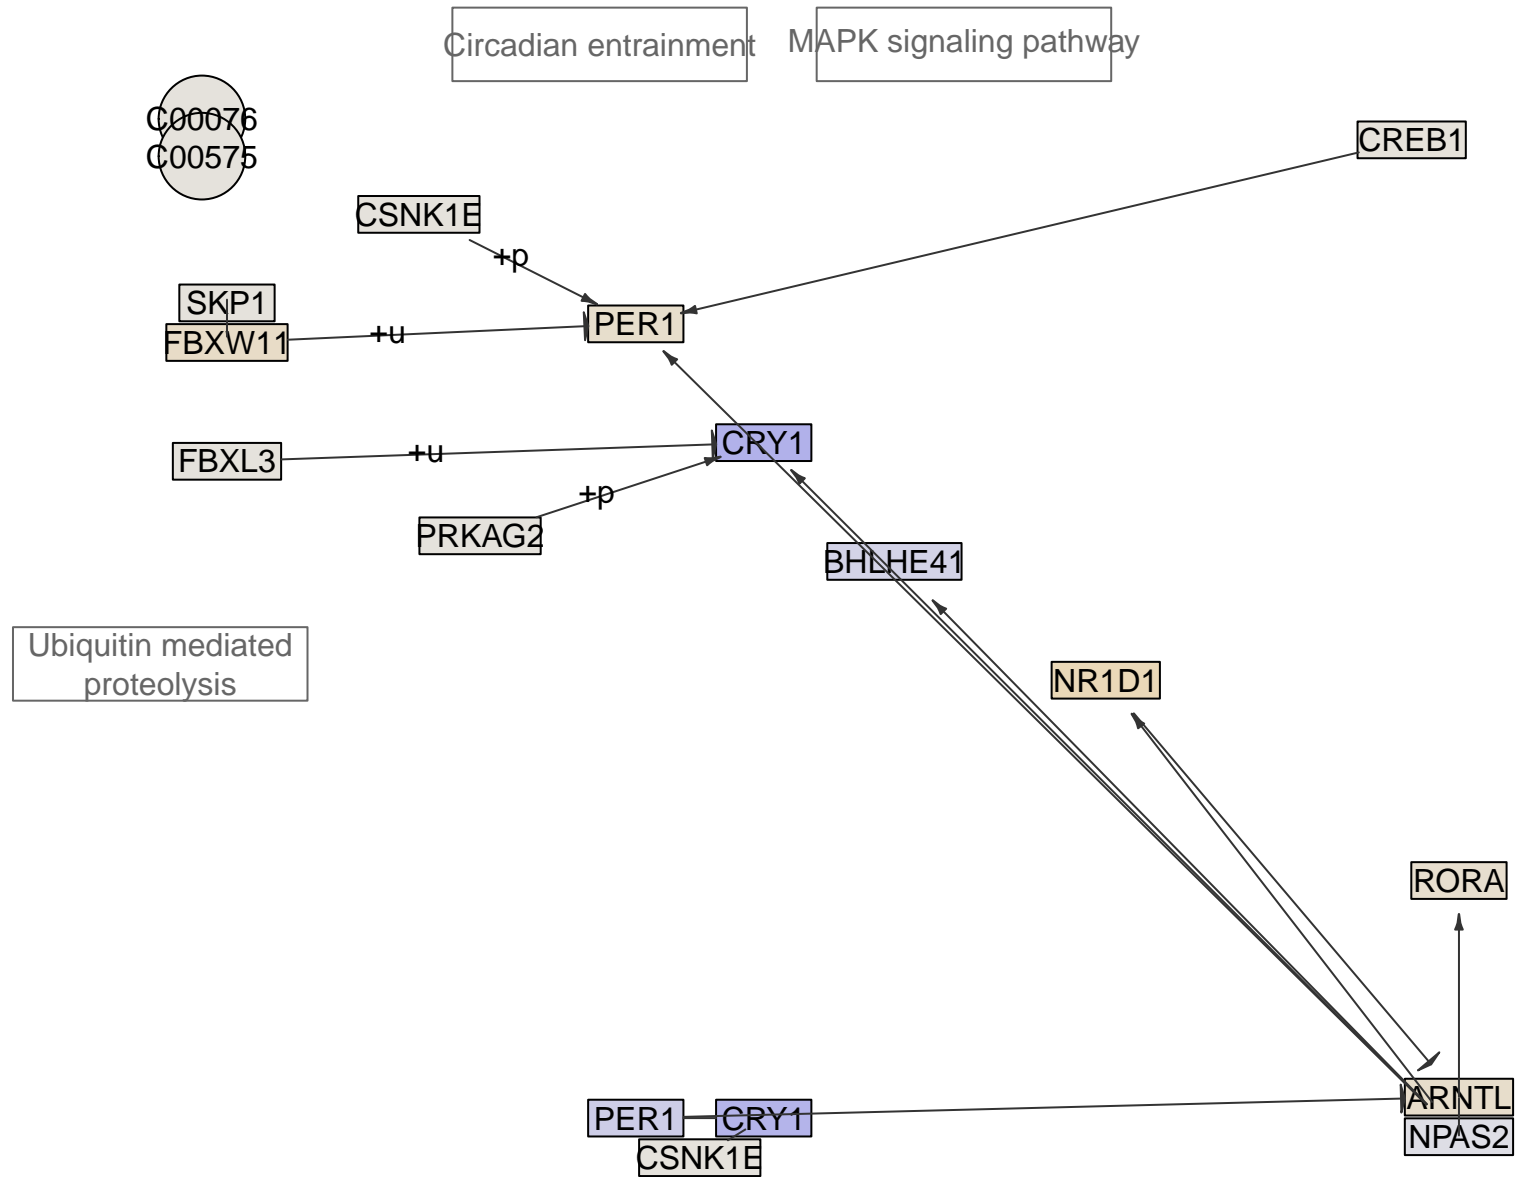 Circadian entrainment
MAPK signaling pathway
C00076
C00575
CREB1
CSNK1E
+p
SKP1
FBXW11
+u
PER1
FBXL3
+u
CRY1
+p
PRKAG2
BHLHE41
Ubiquitin mediated
proteolysis
NR1D1
RORA
ARNTL
NPAS2
PER1
CRY1
CSNK1E